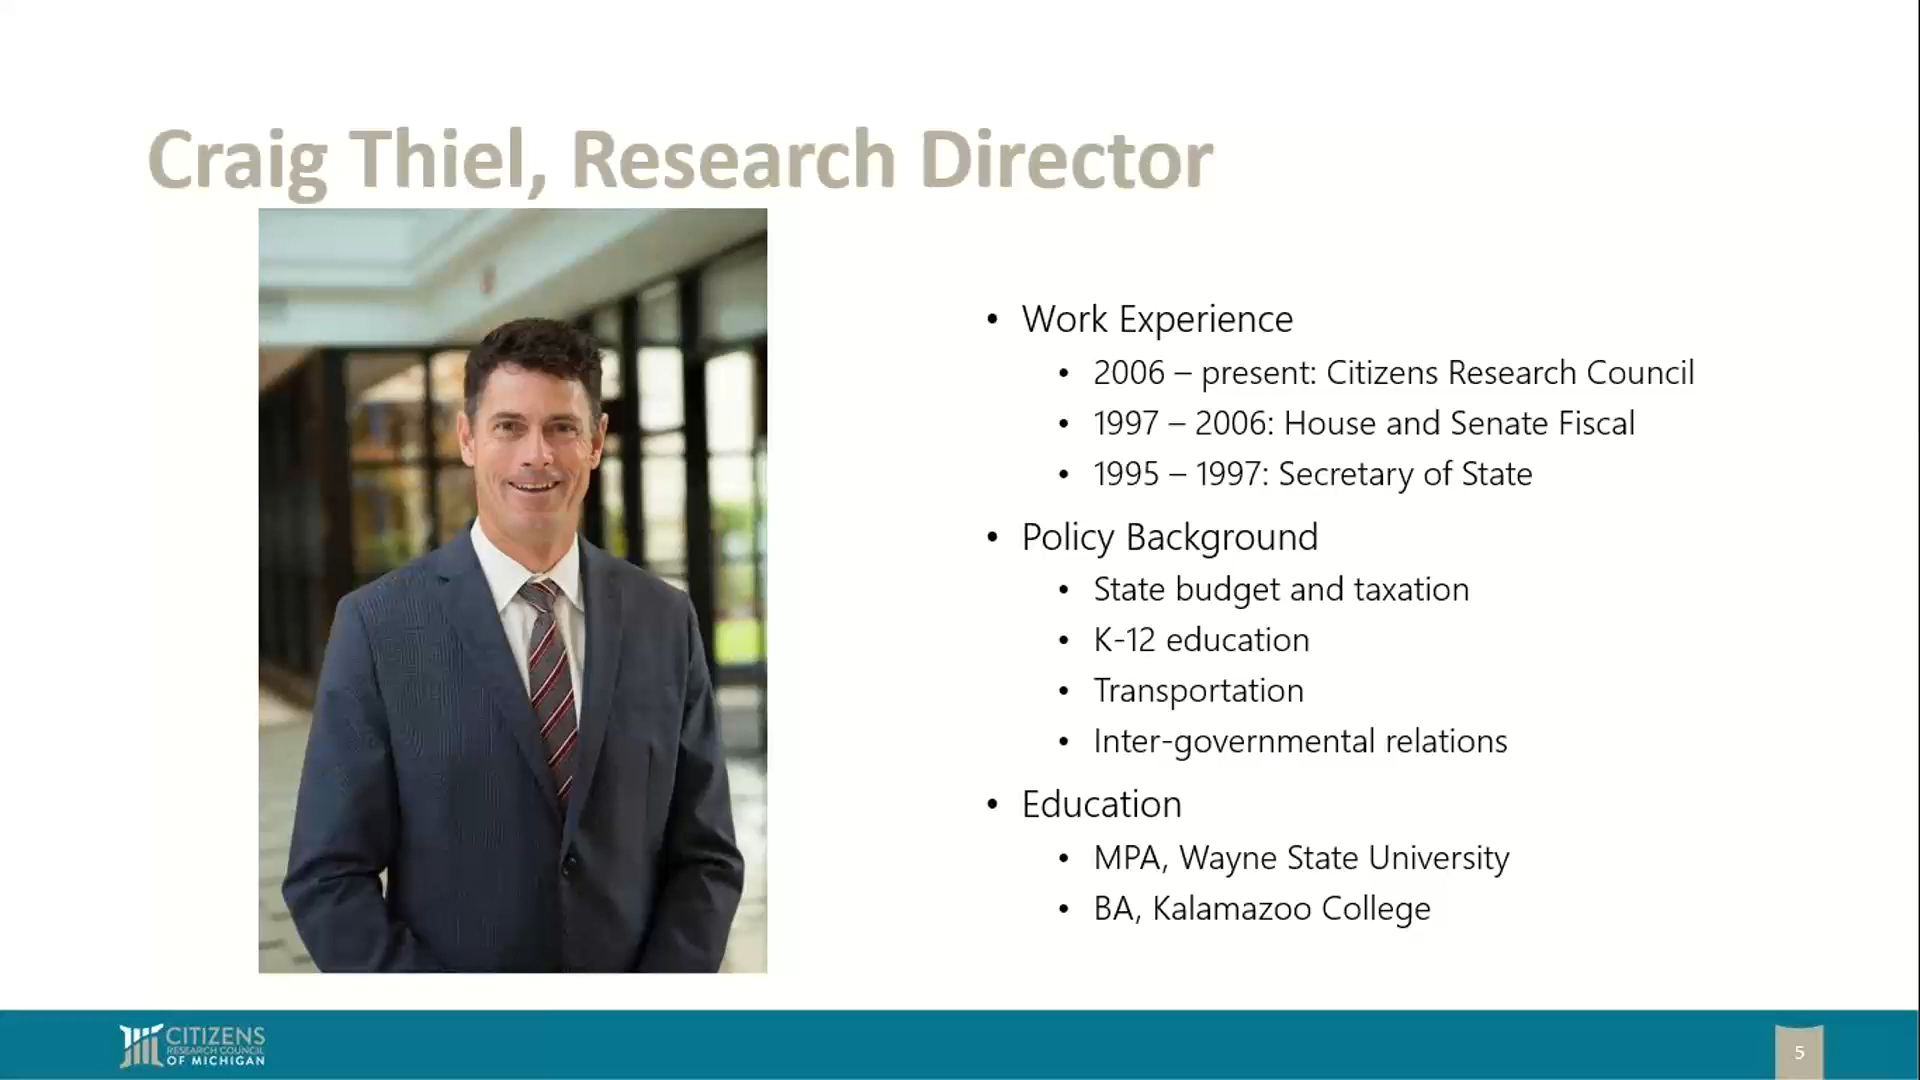 Craig Thiel, Research Director
• Work Experience
• 2006 – present: Citizens Research Council
• 1997 – 2006: House and Senate Fiscal
• 1995 – 1997: Secretary of State
• Policy Background
• State budget and taxation
• K-12 education
• Transportation
• Inter-governmental relations
• Education
• MPA, Wayne State University
• BA, Kalamazoo College
CITIZENS
RESEARCH COUNCIL
OF MICHIGAN
5